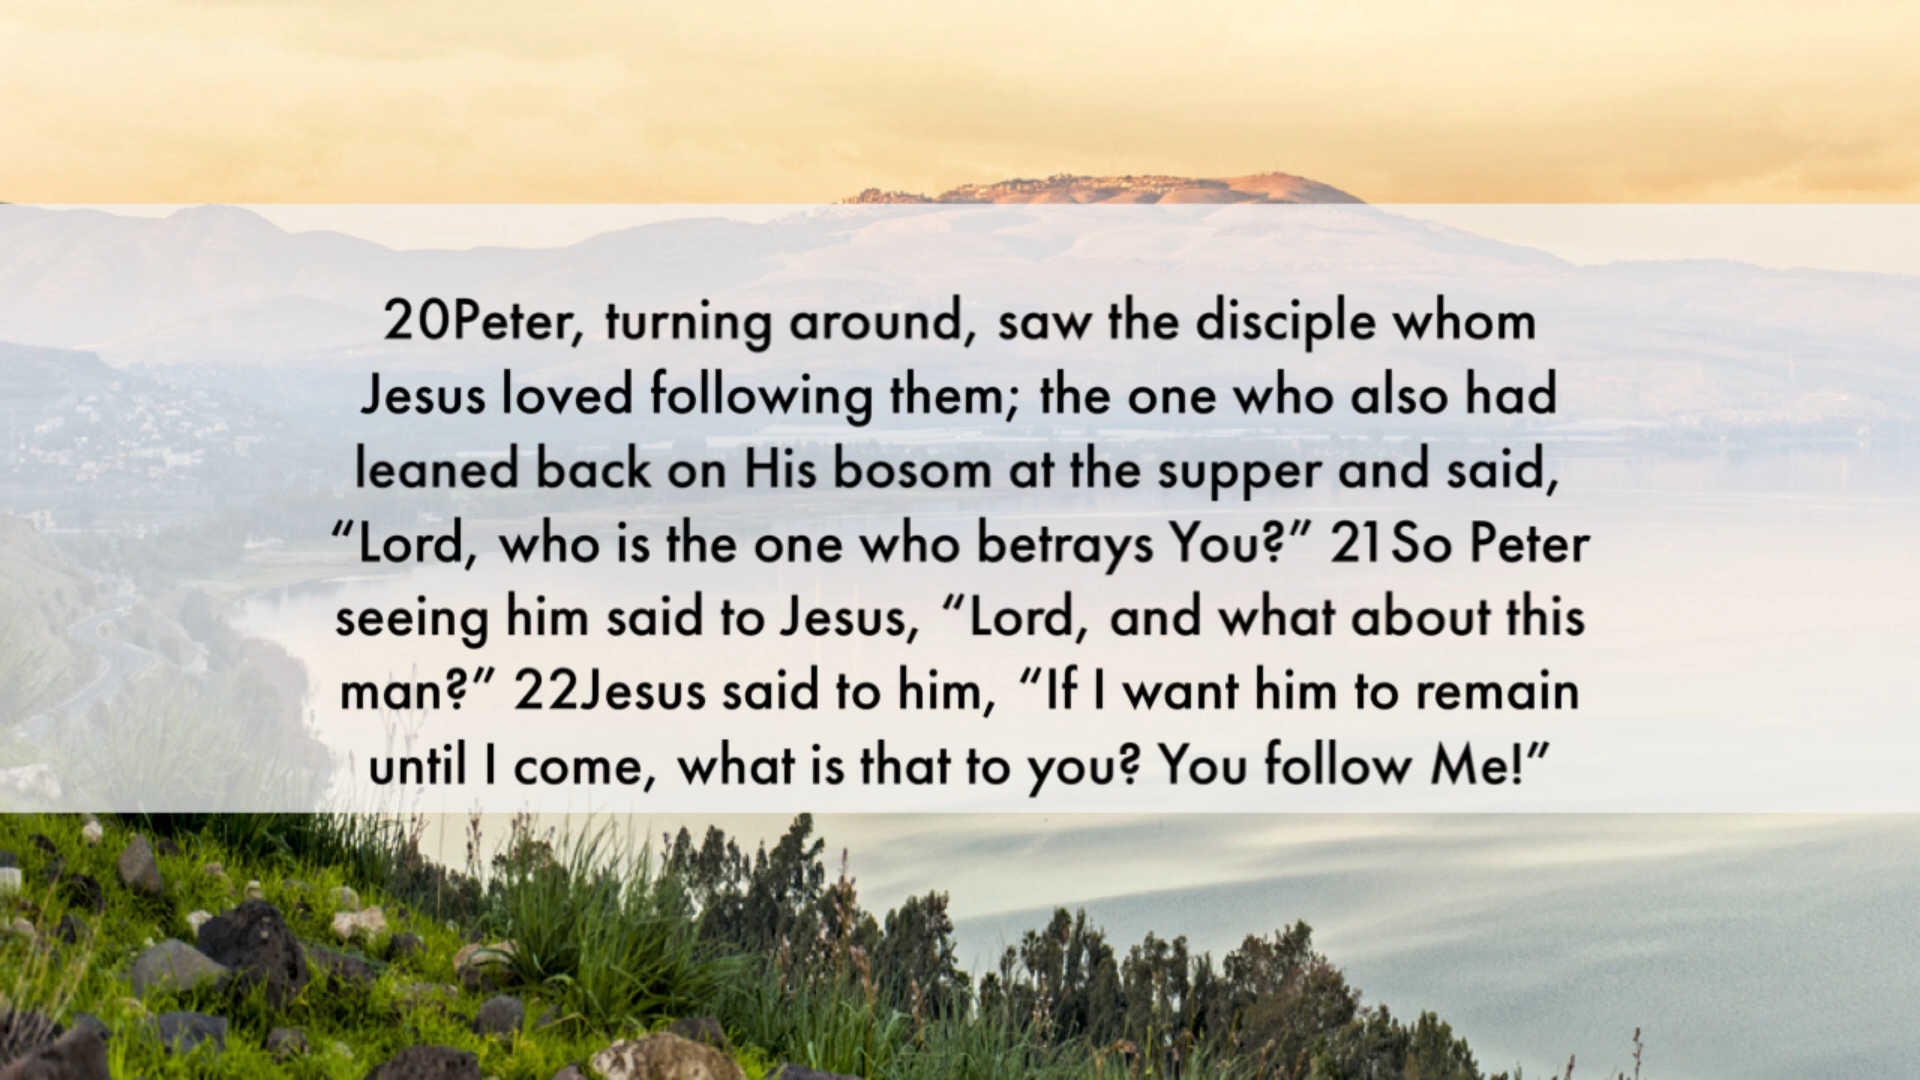 20Peter, turning around, saw the disciple whom
Jesus loved following them; the one who also had
leaned back on His bosom at the supper and said,
“Lord, who is the one who betrays You?” 21So Peter
seeing him said to Jesus, “Lord, and what about this
man?” 22Jesus said to him, “If I want him to remain
until I come, what is that to you? You follow Me!”